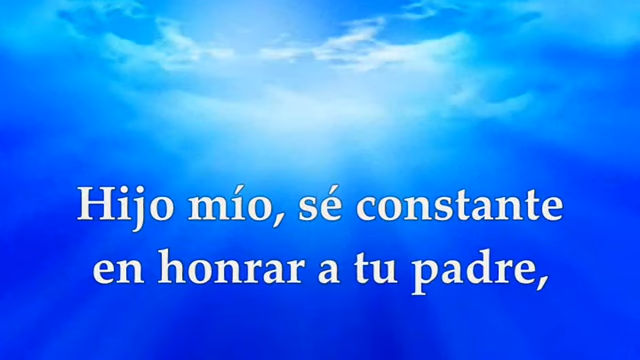 Hijo mío, sé constante
en honrar a tu padre,